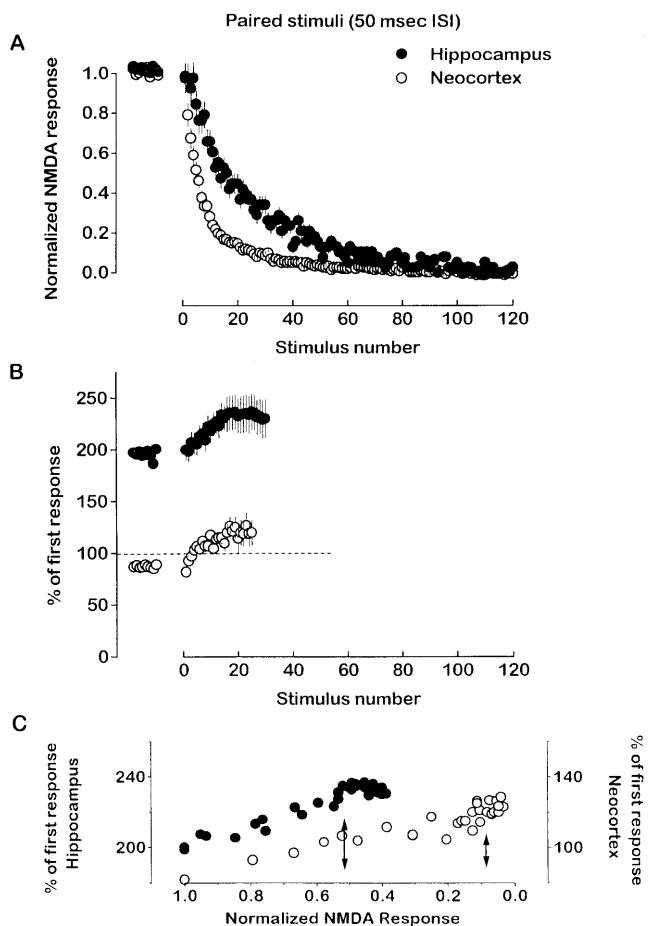 Paired stimuli (50 msec ISI)
A
Hippocampus
Neocortex
Normalized NMDA response
1.0
0.8
0.6
0.4
0.2
0.0
0 20 40 60 80 100 120
Stimulus number
B
% of first response
250
200
150
100
50
0
0 20 40 60 80 100 120
Stimulus number
C
% of first response
Hippocampus
240
200
140
100
% of first response
Neocortex
1.0 0.8 0.6 0.4 0.2 0.0
Normalized NMDA Response